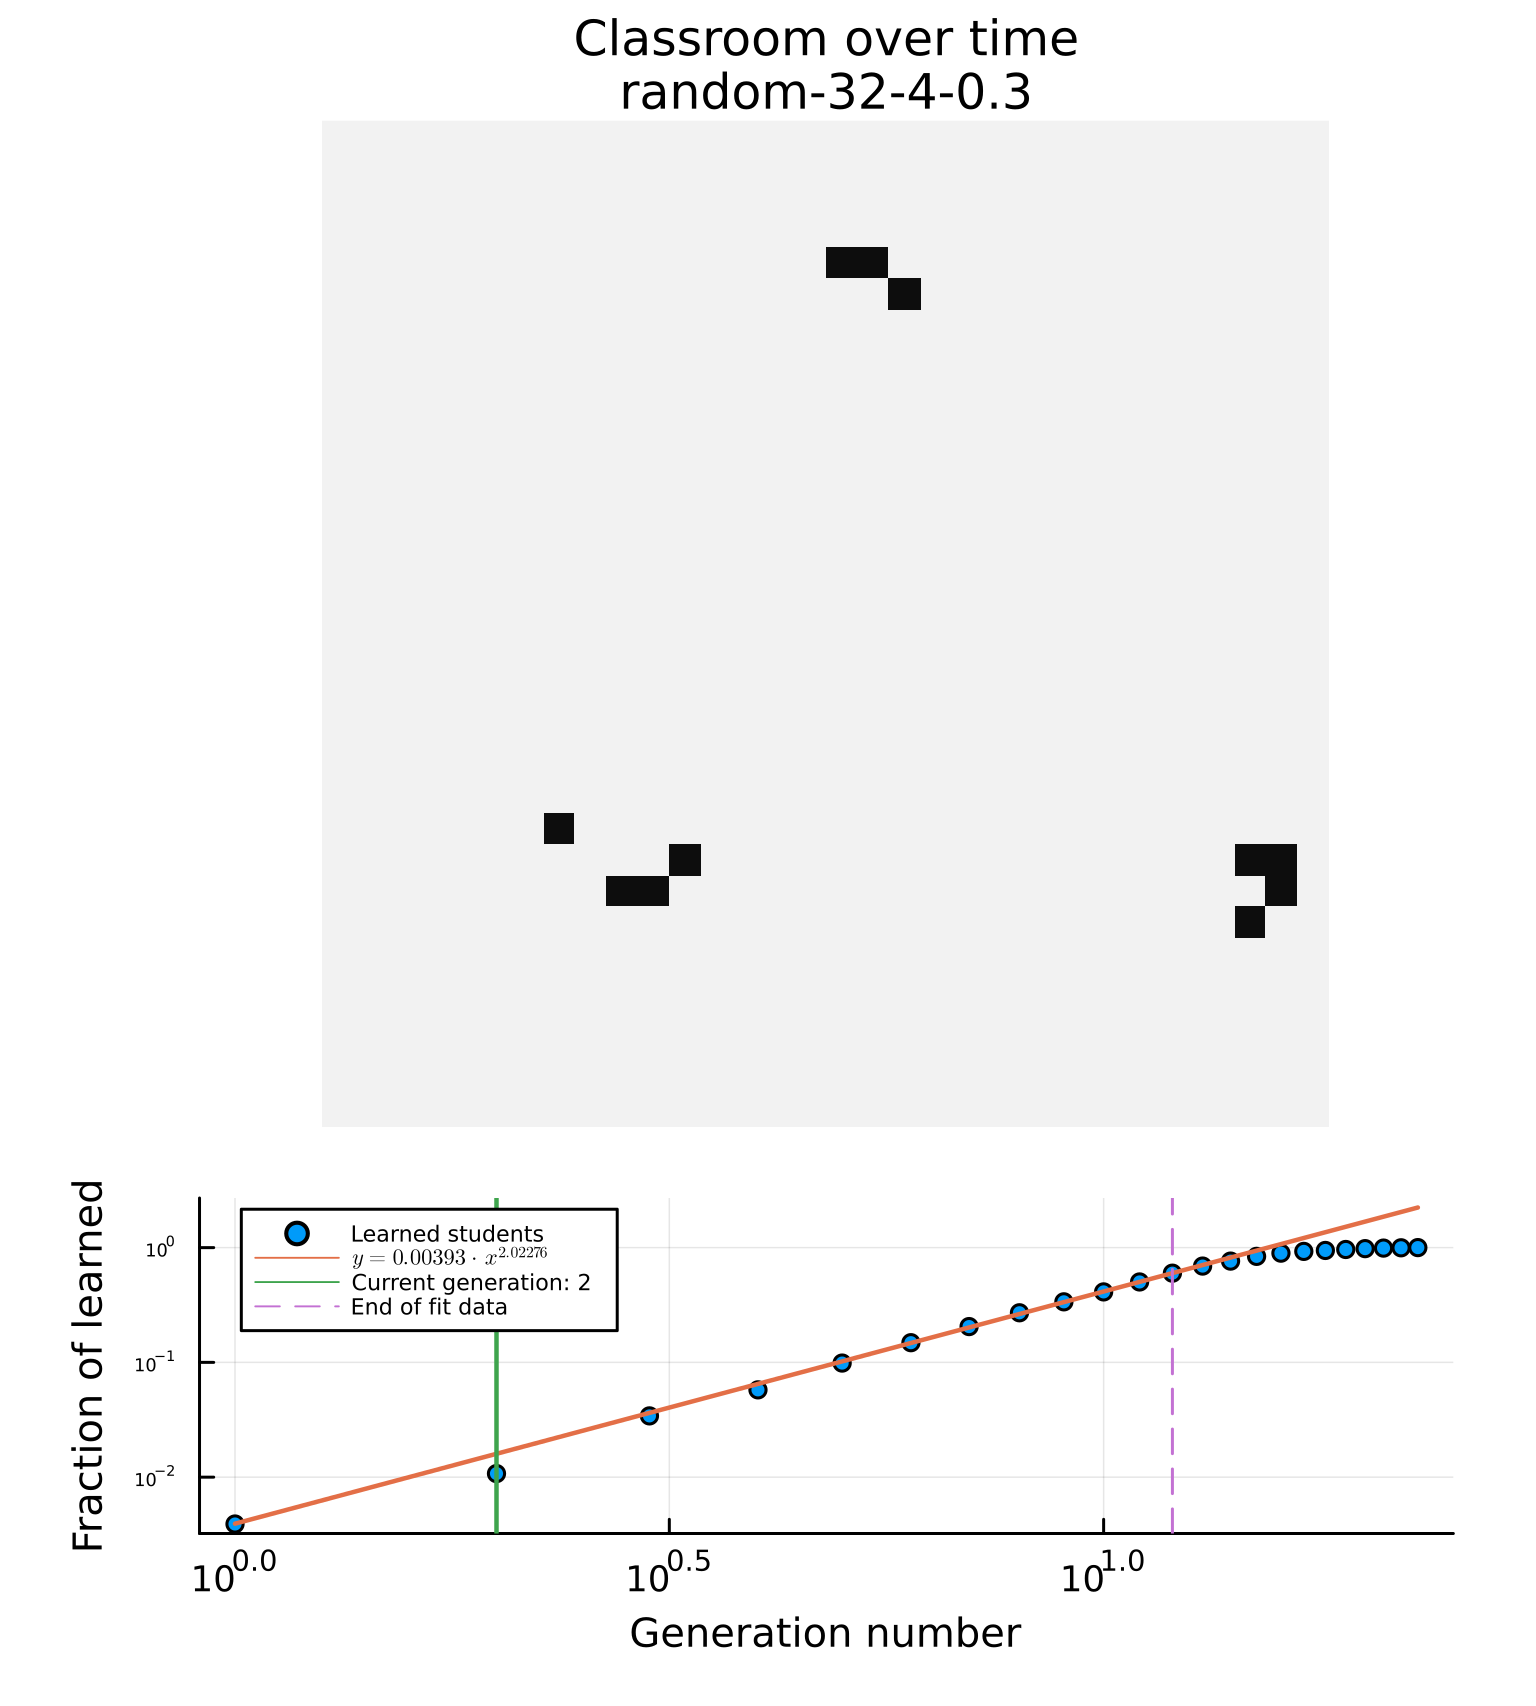 Classroom over time
random-32-4-0.3
Fraction of learned
10^0
10^-1
10^-2
Learned students
y = 0.00393 · x^2.02276
Current generation: 2
End of fit data
10^0.0 10^0.5 10^1.0
Generation number